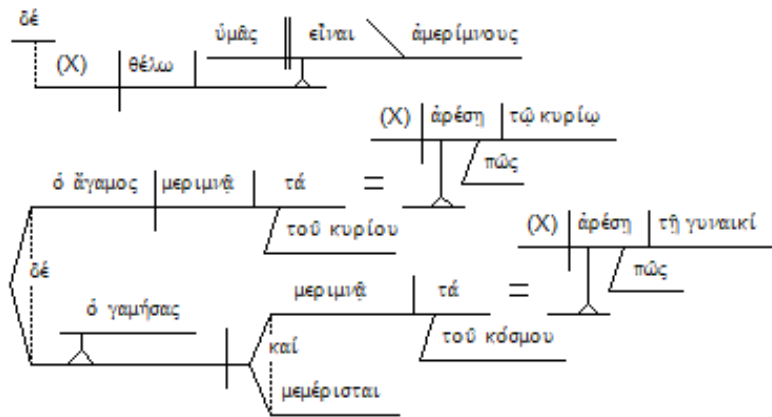 δέ
(X) θέλω ὑμᾶς εἶναι ἀμερίμνους
(X) ἀρέσῃ τῷ κυρίῳ
πῶς
ὁ ἄγαμος μεριμνᾷ τά =
τοῦ κυρίου
(X) ἀρέσῃ τῇ γυναικί
πῶς
δέ
ὁ γαμήσας
μεριμνᾷ τά =
τοῦ κόσμου
καί
μεμέρισται